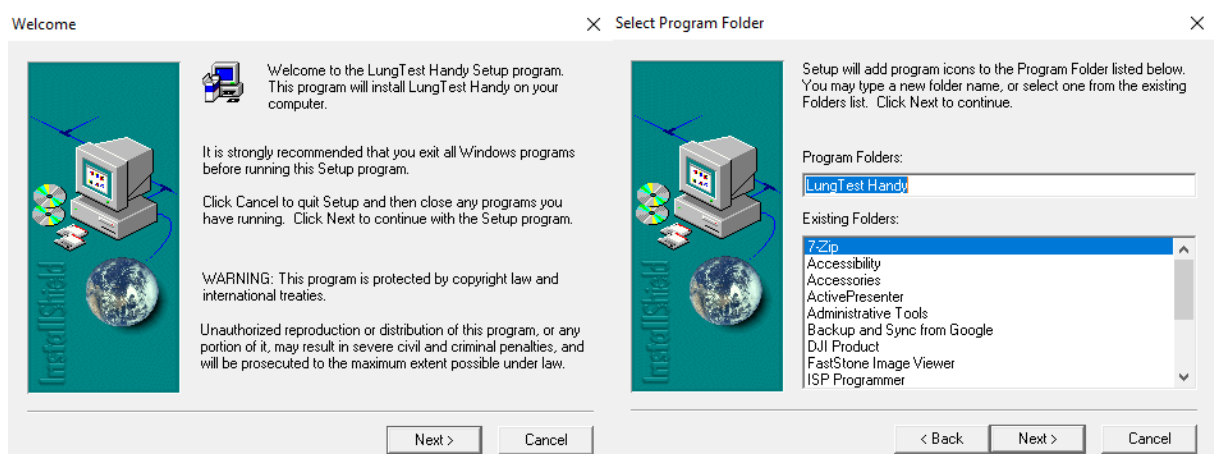 Welcome
Welcome to the LungTest Handy Setup program.
This program will install LungTest Handy on your
computer.
It is strongly recommended that you exit all Windows programs
before running this Setup program.
Click Cancel to quit Setup and then close any programs you
have running. Click Next to continue with the Setup program.
WARNING: This program is protected by copyright law and
international treaties.
Unauthorized reproduction or distribution of this program, or any
portion of it, may result in severe civil and criminal penalties, and
will be prosecuted to the maximum extent possible under law.
InstallShield
Next >
Cancel
Select Program Folder
Setup will add program icons to the Program Folder listed below.
You may type a new folder name, or select one from the existing
Folders list. Click Next to continue.
Program Folders:
LungTest Handy
Existing Folders:
7-Zip
Accessibility
Accessories
ActivePresenter
Administrative Tools
Backup and Sync from Google
DJI Product
FastStone Image Viewer
ISP Programmer
InstallShield
< Back
Next >
Cancel